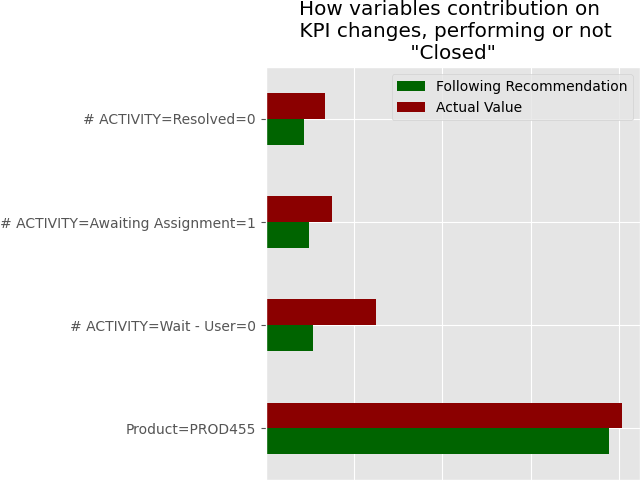 How variables contribution on
KPI changes, performing or not
"Closed"
Following Recommendation
Actual Value
# ACTIVITY=Resolved=0
# ACTIVITY=Awaiting Assignment=1
# ACTIVITY=Wait - User=0
Product=PROD455